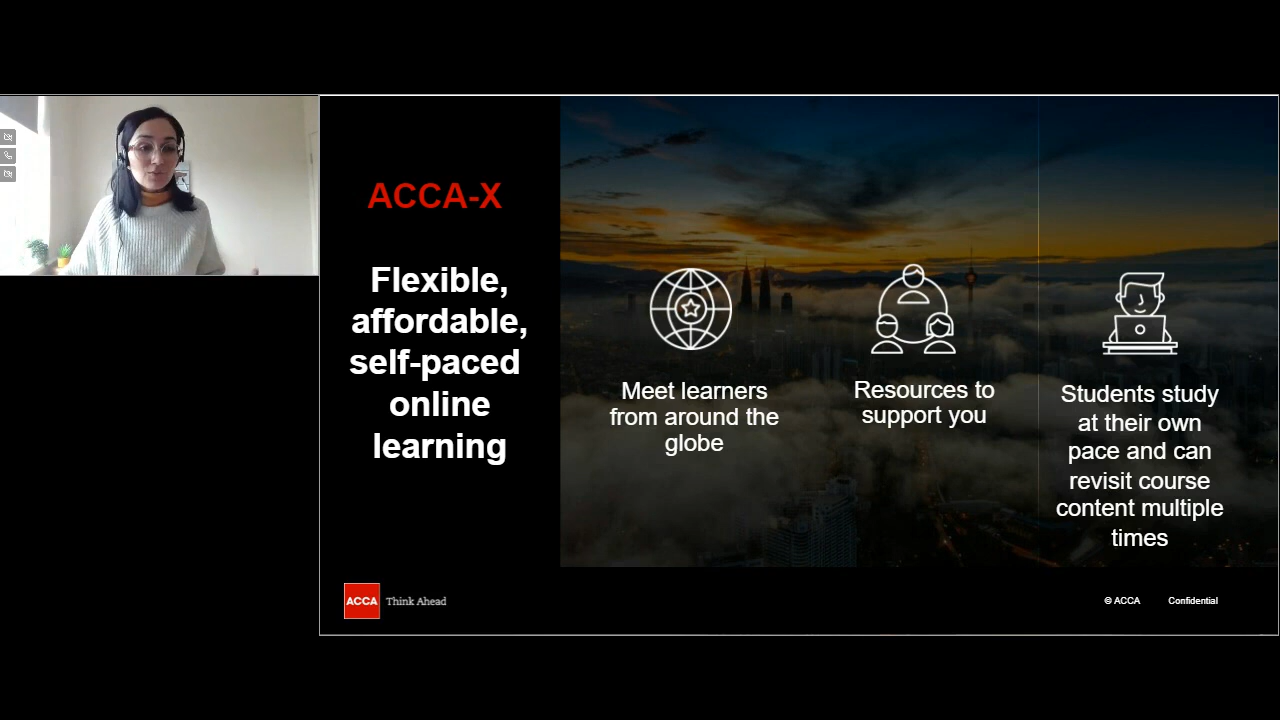 ACCA-X
Flexible,
affordable,
self-paced
online
learning
Meet learners
from around the
globe
Resources to
support you
Students study
at their own
pace and can
revisit course
content multiple
times
ACCA
Think Ahead
© ACCA
Confidential